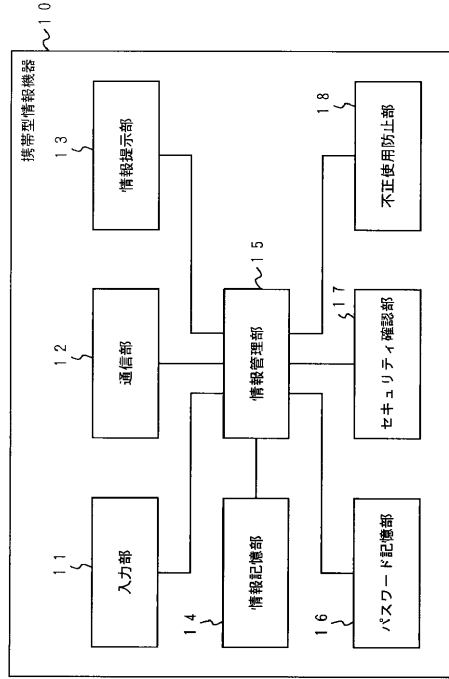 10
携帯型情報機器
11
入力部
12
通信部
13
情報提示部
14
情報記憶部
15
情報管理部
16
パスワード記憶部
17
セキュリティ確認部
18
不正使用防止部